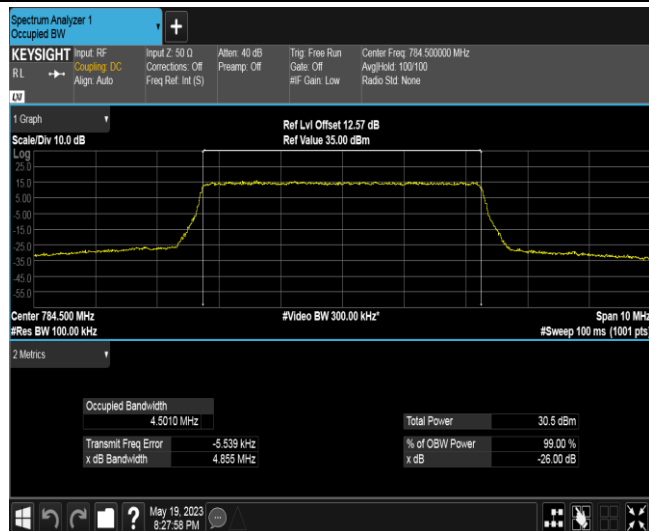 Spectrum Analyzer 1
Occupied BW
+
KEYSIGHT
RL
Input: RF
Coupling: DC
Align: Auto
Input Z: 50 Ω
Corrections: Off
Freq Ref: Int (S)
Atten: 40 dB
Preamp: Off
Trig: Free Run
Gate: Off
#IF Gain: Low
Center Freq: 784.500000 MHz
Avg|Hold: 100/100
Radio Std: None
LXI
1 Graph
Scale/Div 10.0 dB
Ref Lvl Offset 12.57 dB
Ref Value 35.00 dBm
Log
25.0
15.0
5.00
-5.00
-15.0
-25.0
-35.0
-45.0
-55.0
Center 784.500 MHz
#Res BW 100.00 kHz
#Video BW 300.00 kHz*
Span 10 MHz
#Sweep 100 ms (1001 pts)
2 Metrics
Occupied Bandwidth
4.5010 MHz
Total Power 30.5 dBm
Transmit Freq Error -5.539 kHz
% of OBW Power 99.00 %
x dB Bandwidth 4.855 MHz
x dB -26.00 dB
?
May 19, 2023
8:27:58 PM